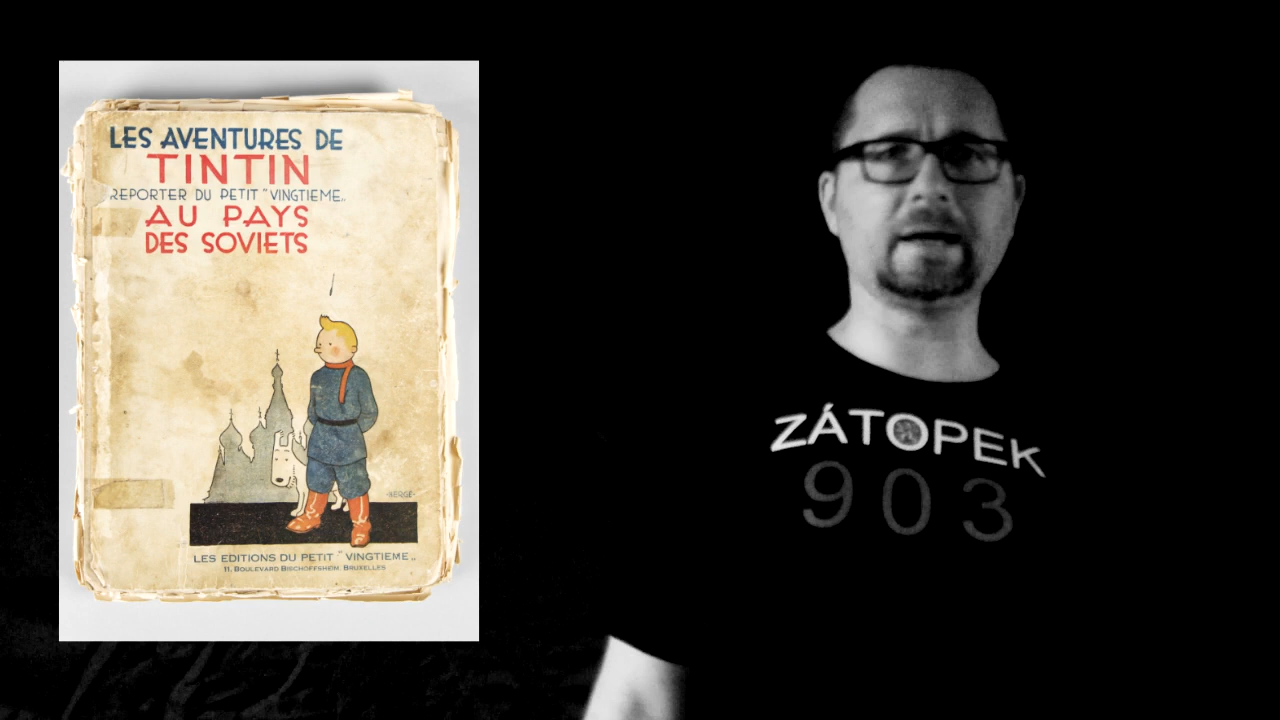 LES AVENTURES DE
TINTIN
REPORTER DU PETIT "VINGTIEME„
AU PAYS
DES SOVIETS
-HERGÉ-
LES EDITIONS DU PETIT "VINGTIEME„
11, BOULEVARD BISCHOFFSHEIM, BRUXELLES
ZÁTOPEK
903